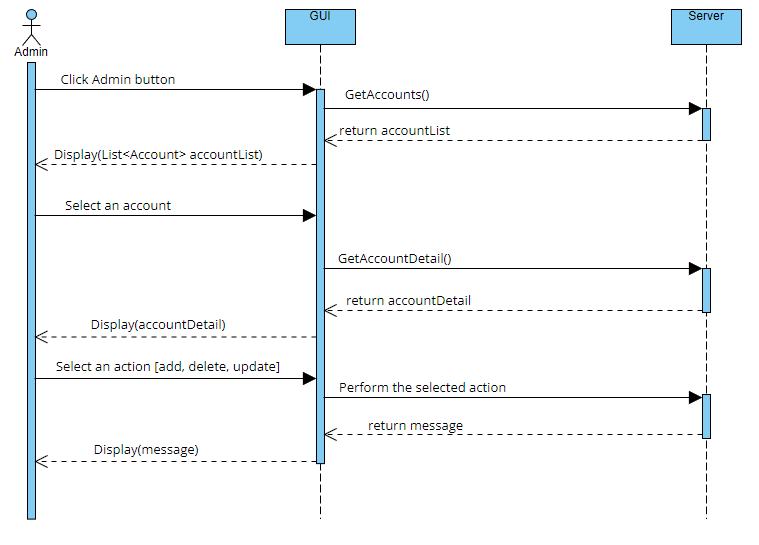 GUI
Server
Admin
Click Admin button
GetAccounts()
return accountList
Display(List<Account> accountList)
Select an account
GetAccountDetail()
return accountDetail
Display(accountDetail)
Select an action [add, delete, update]
Perform the selected action
return message
Display(message)